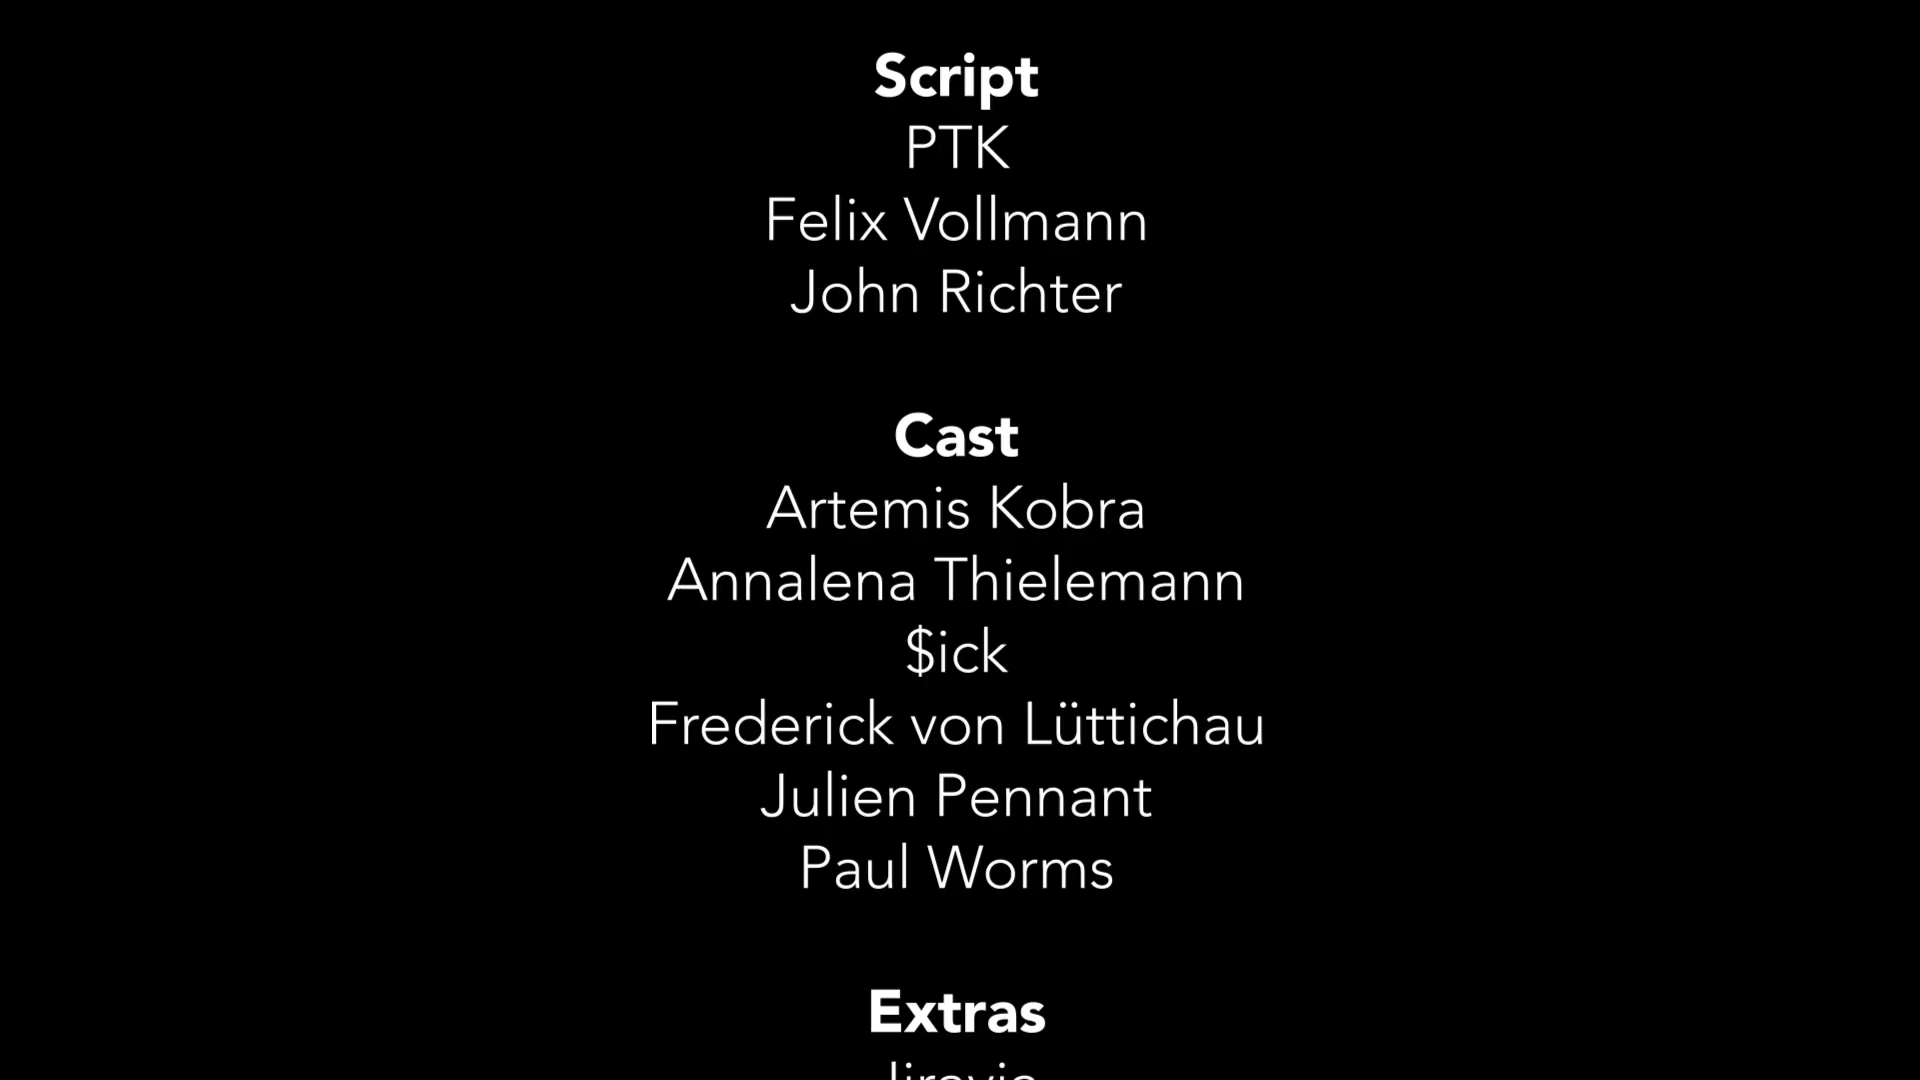 Script
PTK
Felix Vollmann
John Richter
Cast
Artemis Kobra
Annalena Thielemann
$ick
Frederick von Lüttichau
Julien Pennant
Paul Worms
Extras